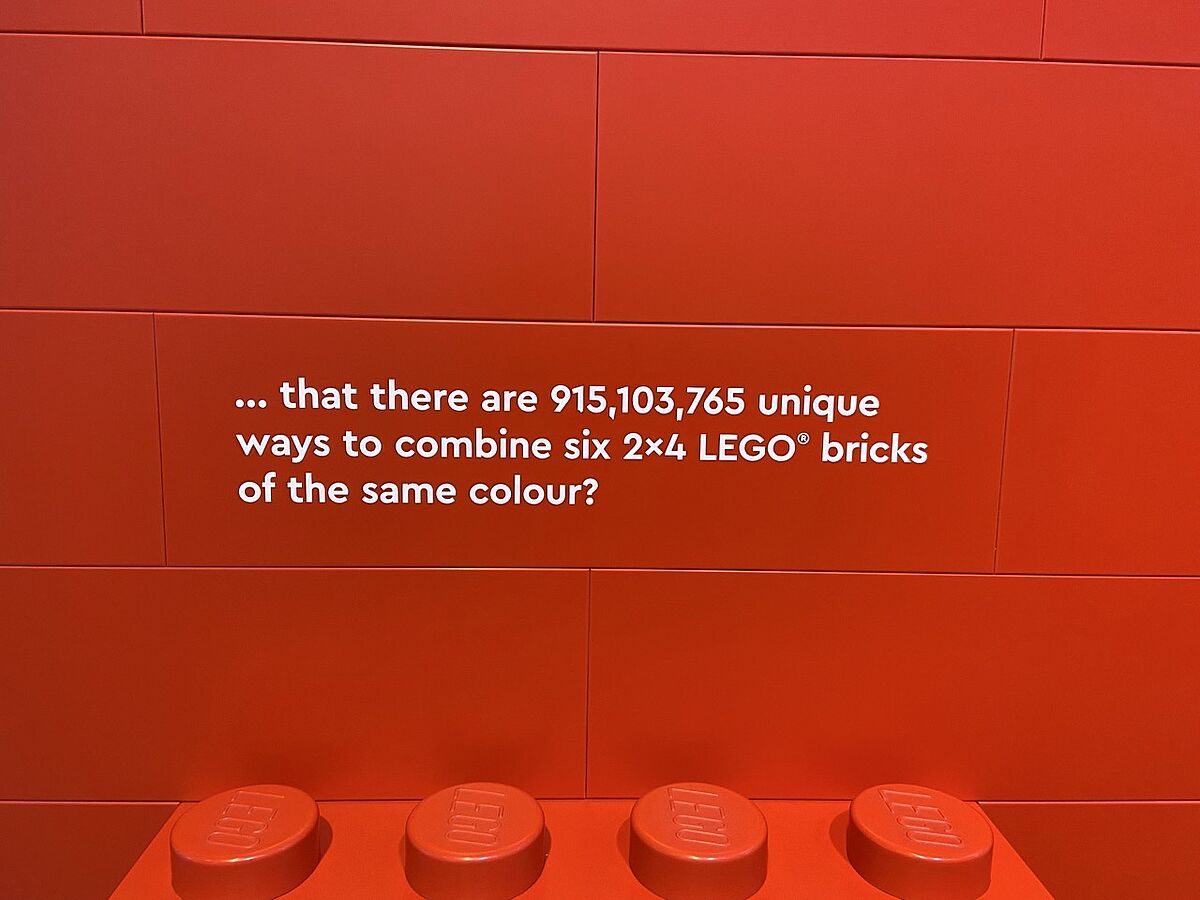 ... that there are 915,103,765 unique
ways to combine six 2×4 LEGO® bricks
of the same colour?
LEGO LEGO LEGO LEGO